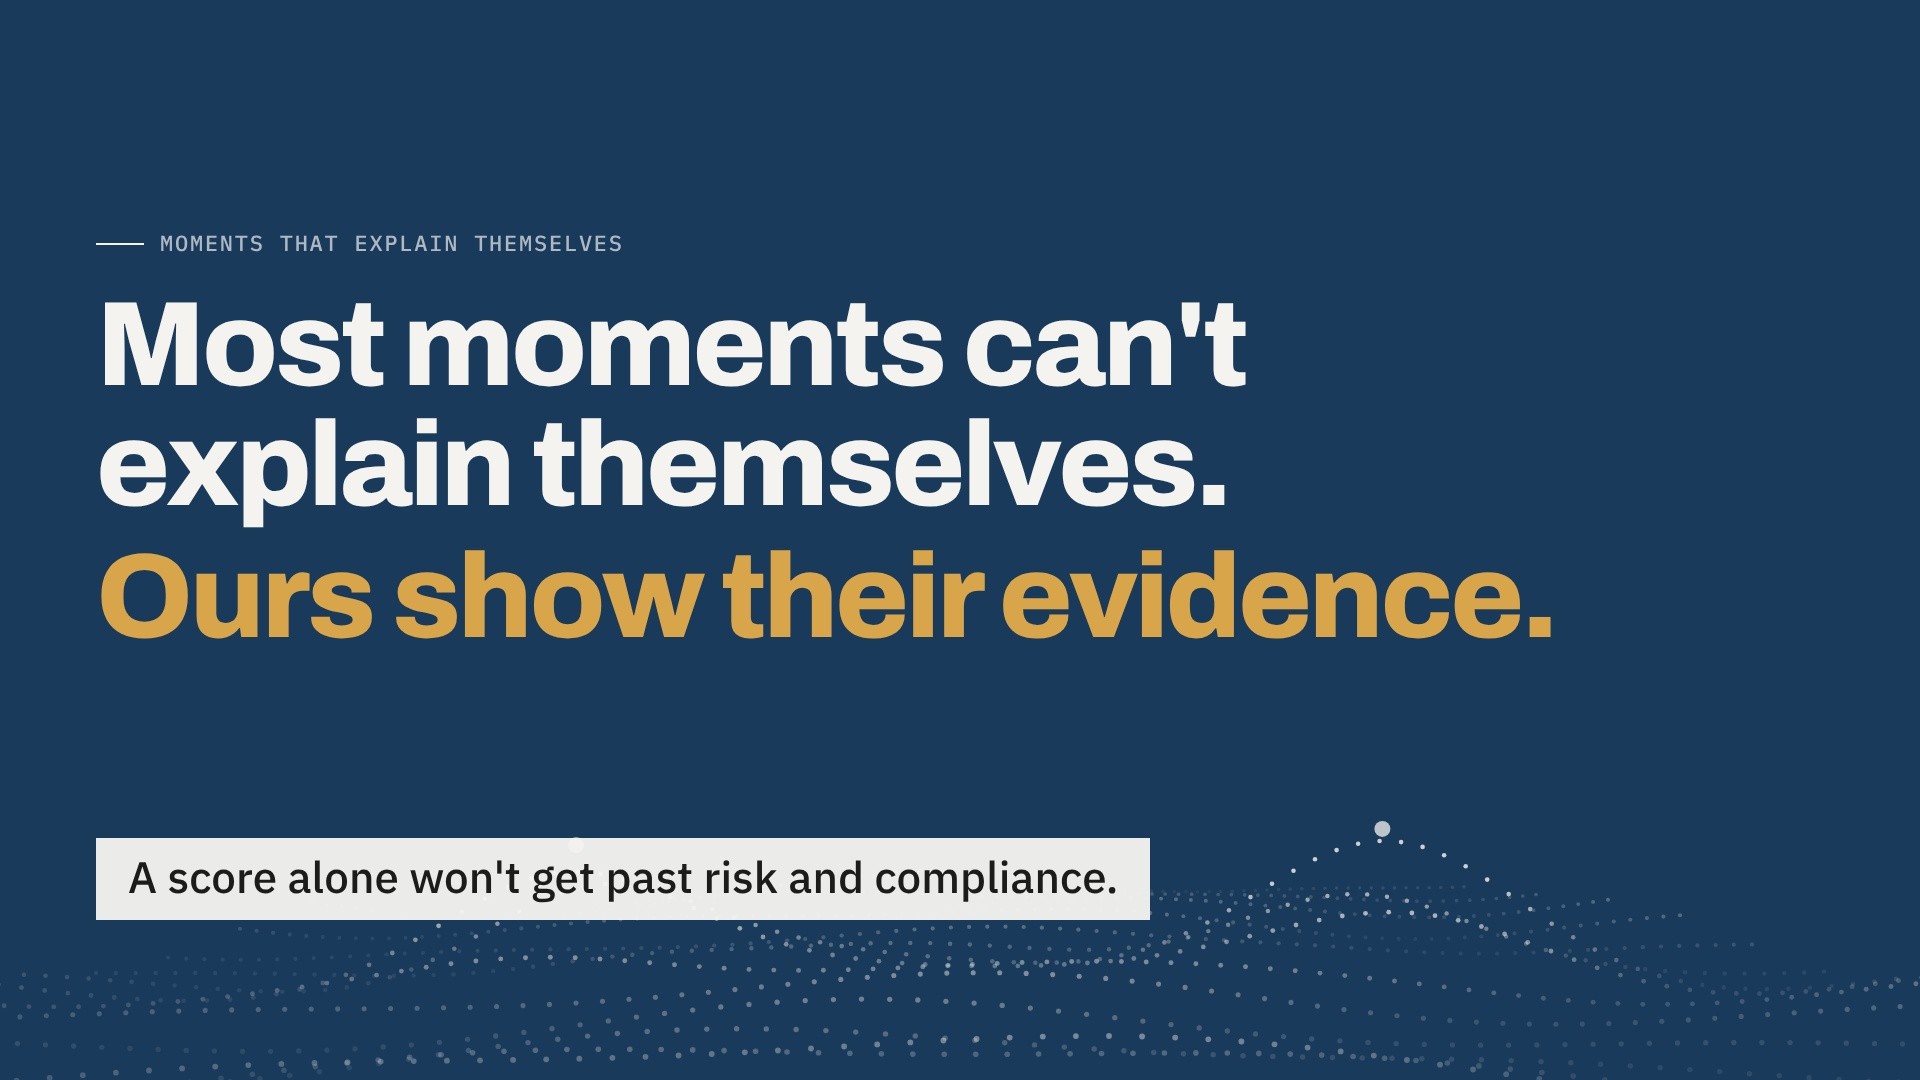 MOMENTS THAT EXPLAIN THEMSELVES
Most moments can't
explain themselves.
Ours show their evidence.
A score alone won't get past risk and compliance.